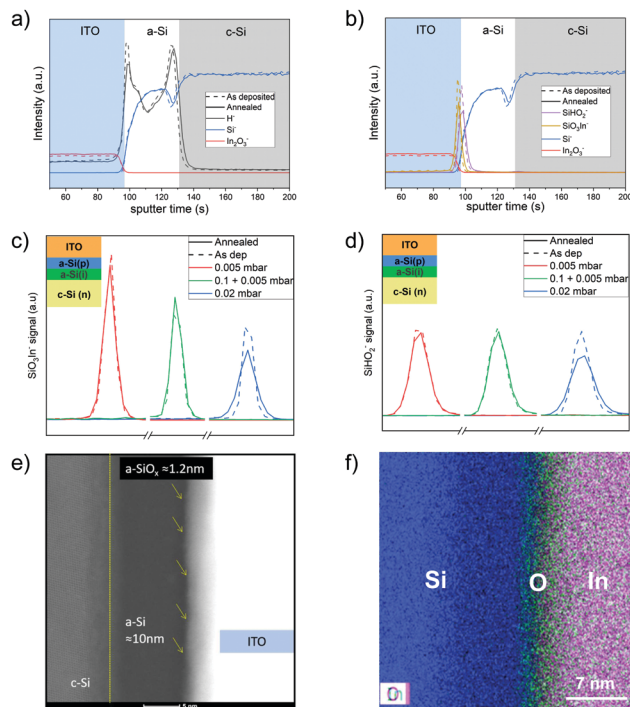 a)
ITO
a-Si
c-Si
Intensity (a.u.)
As deposited
Annealed
H⁻
Si⁻
In₂O₃⁻
60
80
100
120
140
160
180
200
sputter time (s)
b)
ITO
a-Si
c-Si
Intensity (a.u.)
As deposited
Annealed
SiHO₂⁻
SiO₃In⁻
Si⁻
In₂O₃⁻
60
80
100
120
140
160
180
200
sputter time (s)
c)
ITO
a-Si(p)
a-Si(i)
c-Si (n)
SiO₃In⁻ signal (a.u)
Annealed
As dep
0.005 mbar
0.1 + 0.005 mbar
0.02 mbar
d)
ITO
a-Si(p)
a-Si(i)
c-Si (n)
SiHO₂⁻ signal (a.u.)
Annealed
As dep
0.005 mbar
0.1 + 0.005 mbar
0.02 mbar
e)
a-SiOₓ ≈1.2nm
a-Si
≈10nm
ITO
c-Si
5 nm
f)
Si
O
In
7 nm